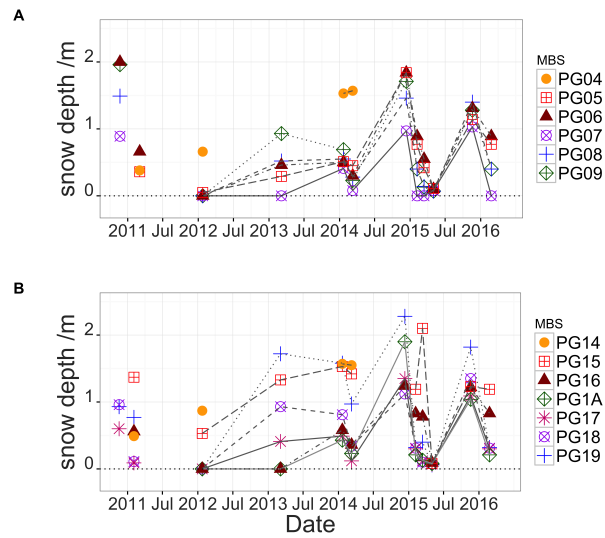 A
snow depth /m
2
1
0
2011 Jul 2012 Jul 2013 Jul 2014 Jul 2015 Jul 2016
MBS
PG04
PG05
PG06
PG07
PG08
PG09
B
snow depth /m
2
1
0
2011 Jul 2012 Jul 2013 Jul 2014 Jul 2015 Jul 2016
Date
MBS
PG14
PG15
PG16
PG1A
PG17
PG18
PG19